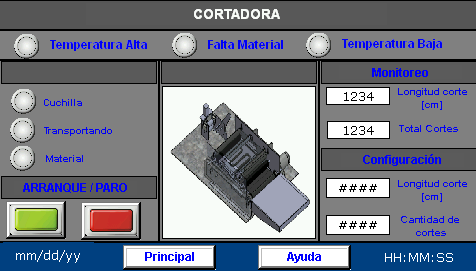 CORTADORA
Temperatura Alta
Falta Material
Temperatura Baja
Cuchilla
Transportando
Material
ARRANQUE / PARO
Monitoreo
1234
Longitud corte
[cm]
1234
Total Cortes
Configuración
####
Longitud corte
[cm]
####
Cantidad de
cortes
mm/dd/yy
Principal
Ayuda
HH:MM:SS